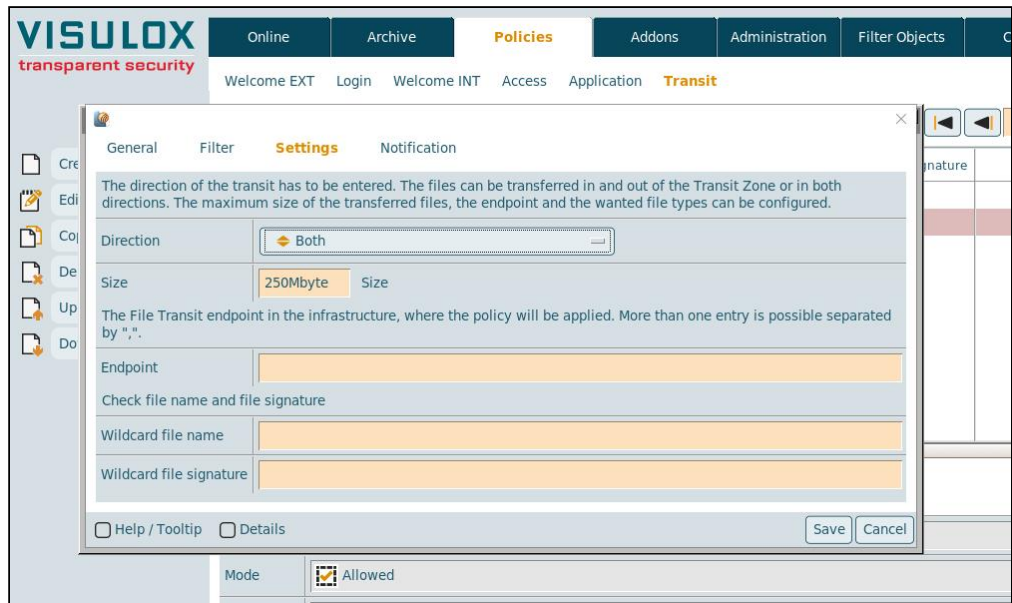 VISULOX
transparent security
Online Archive Policies Addons Administration Filter Objects
Welcome EXT Login Welcome INT Access Application Transit
General Filter Settings Notification
The direction of the transit has to be entered. The files can be transferred in and out of the Transit Zone or in both
directions. The maximum size of the transferred files, the endpoint and the wanted file types can be configured.
Direction Both
Size 250Mbyte Size
The File Transit endpoint in the infrastructure, where the policy will be applied. More than one entry is possible separated
by ",".
Endpoint
Check file name and file signature
Wildcard file name
Wildcard file signature
Help / Tooltip Details Save Cancel
Mode Allowed